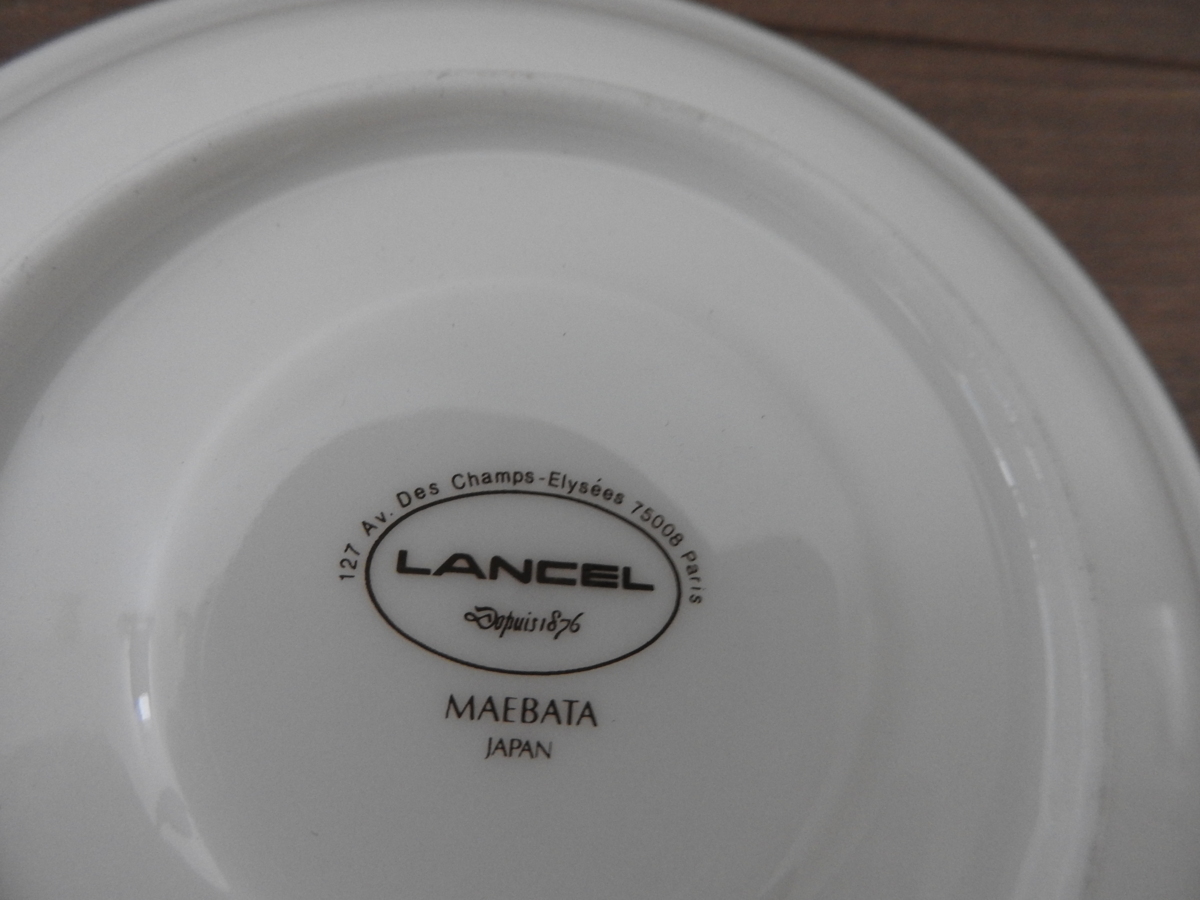 127 Av. Des Champs-Elysées 75008 Paris
LANCEL
Depuis 1876
MAEBATA
JAPAN